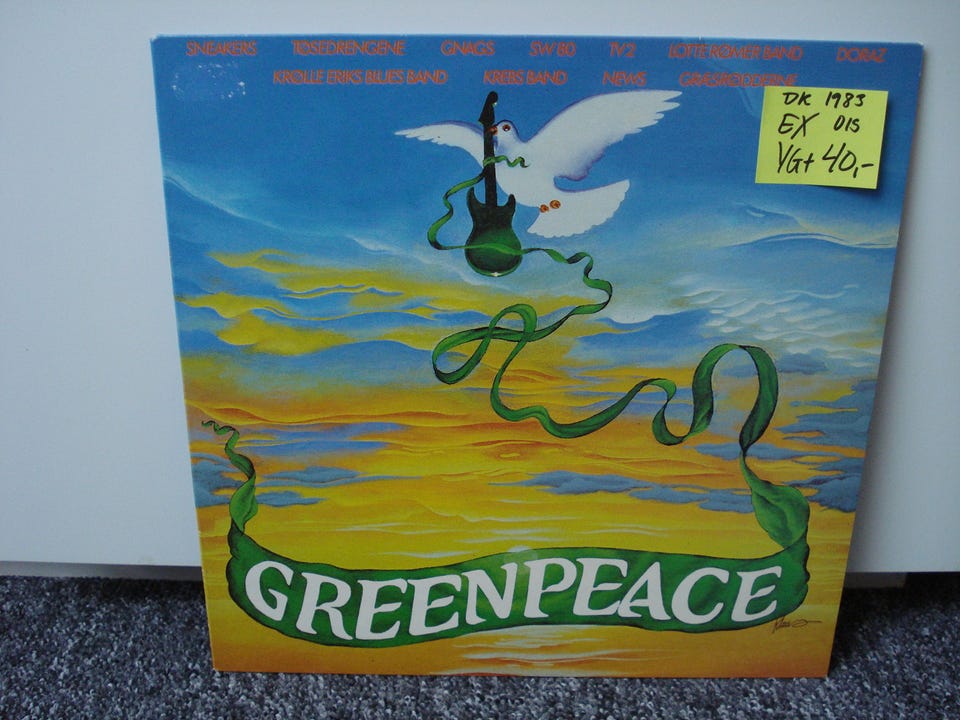 SNEAKERS TØSEDRENGENE GNAGS SW 80 TV2 LOTTE RØMER BAND DORAZ
KRØLLE ERIKS BLUES BAND KREBS BAND NEWS GRÆSRØDDERNE
DK 1983
EX OIS
VG+ 40,-
GREENPEACE